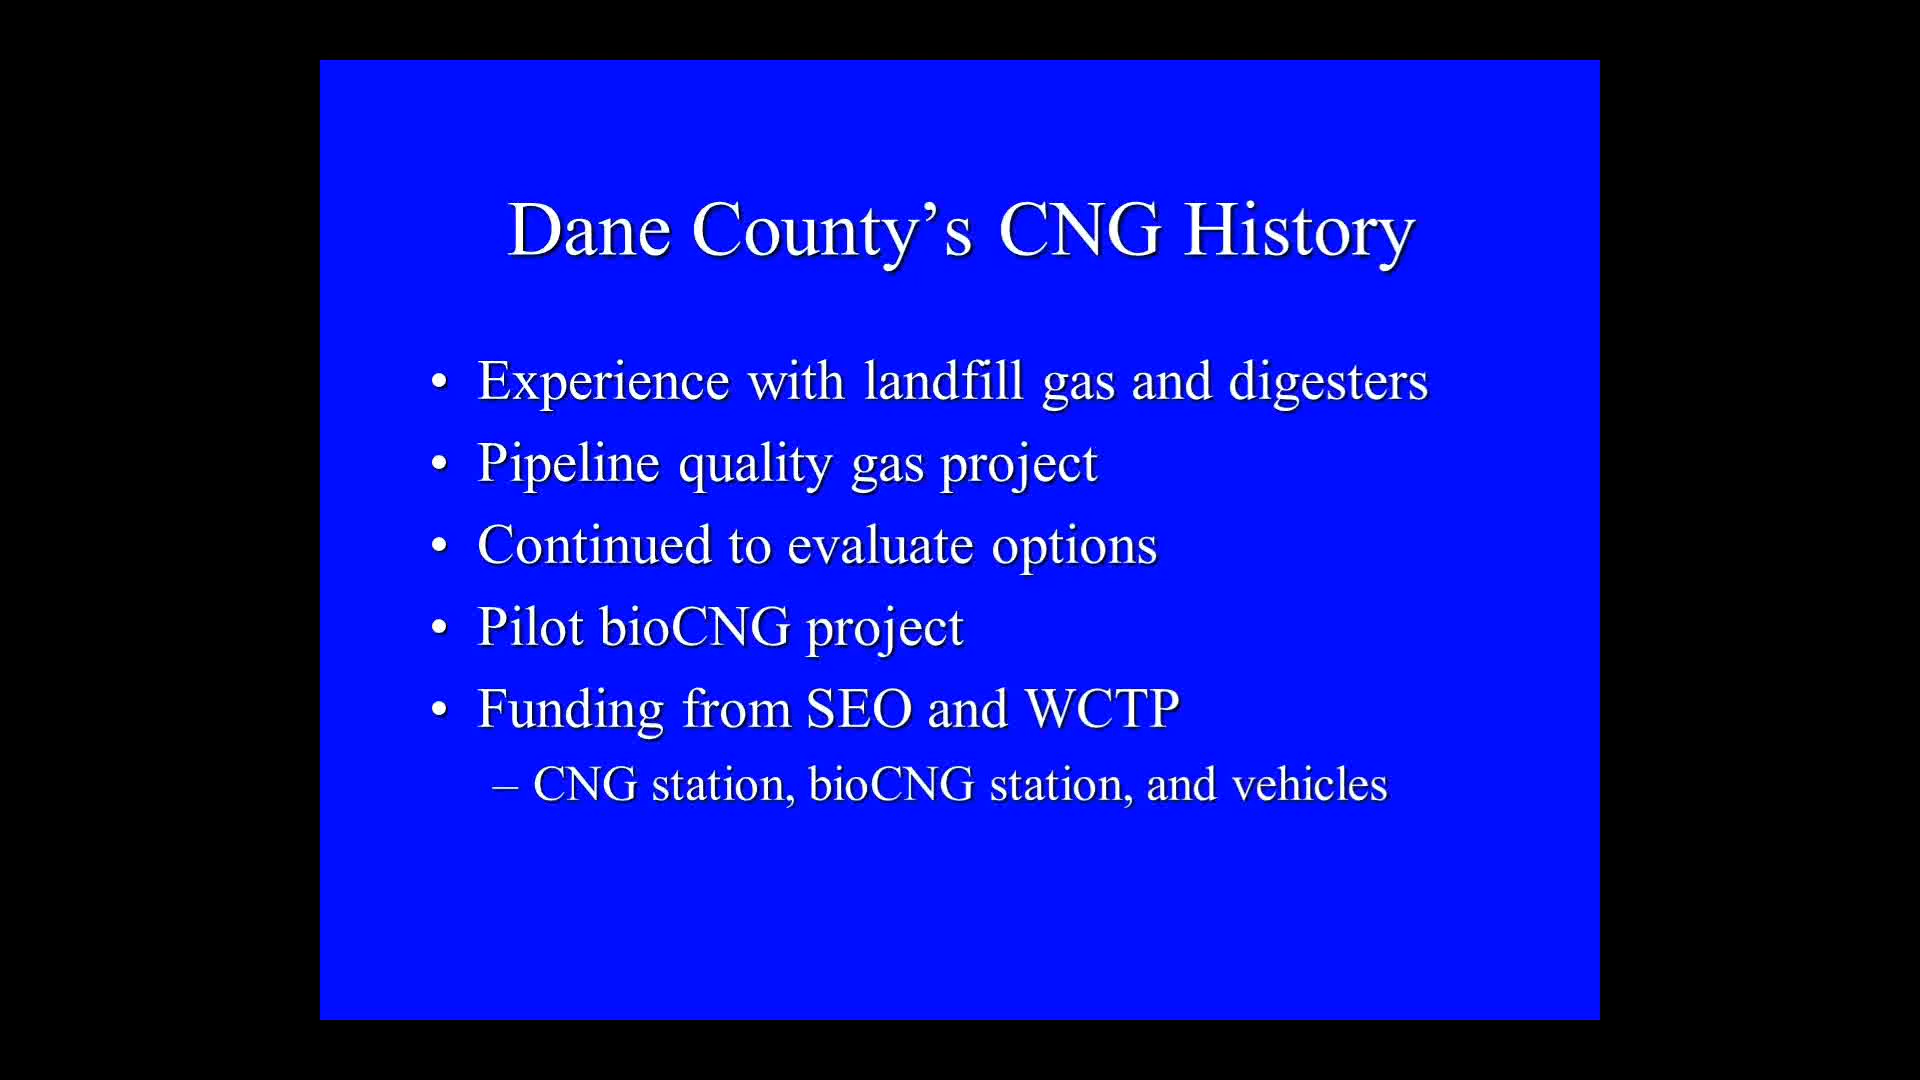 Dane County’s CNG History
• Experience with landfill gas and digesters
• Pipeline quality gas project
• Continued to evaluate options
• Pilot bioCNG project
• Funding from SEO and WCTP
– CNG station, bioCNG station, and vehicles